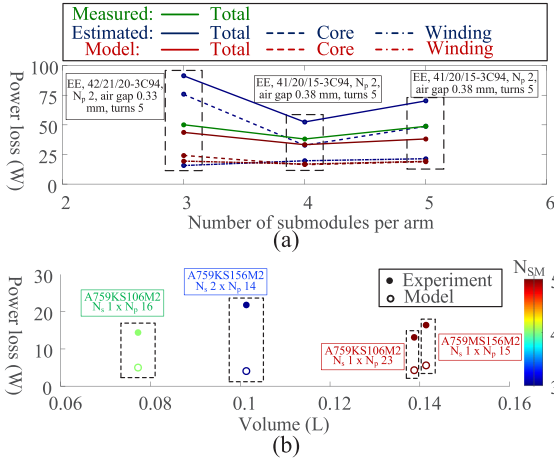 Measured: Total
Estimated: Total Core Winding
Model: Total Core Winding
Power loss (W)
100
75
50
25
0
EE, 42/21/20-3C94,
Np 2, air gap 0.33
mm, turns 5
EE, 41/20/15-3C94, Np 2,
air gap 0.38 mm, turns 5
EE, 41/20/15-3C94, Np 2,
air gap 0.38 mm, turns 5
2 3 4 5 6
Number of submodules per arm
(a)
Power loss (W)
30
20
10
0
A759KS106M2
Ns 1 x Np 16
A759KS156M2
Ns 2 x Np 14
Experiment
Model
A759KS106M2
Ns 1 x Np 23
A759MS156M2
Ns 1 x Np 15
NSM
5
4
3
0.06 0.08 0.1 0.12 0.14 0.16
Volume (L)
(b)